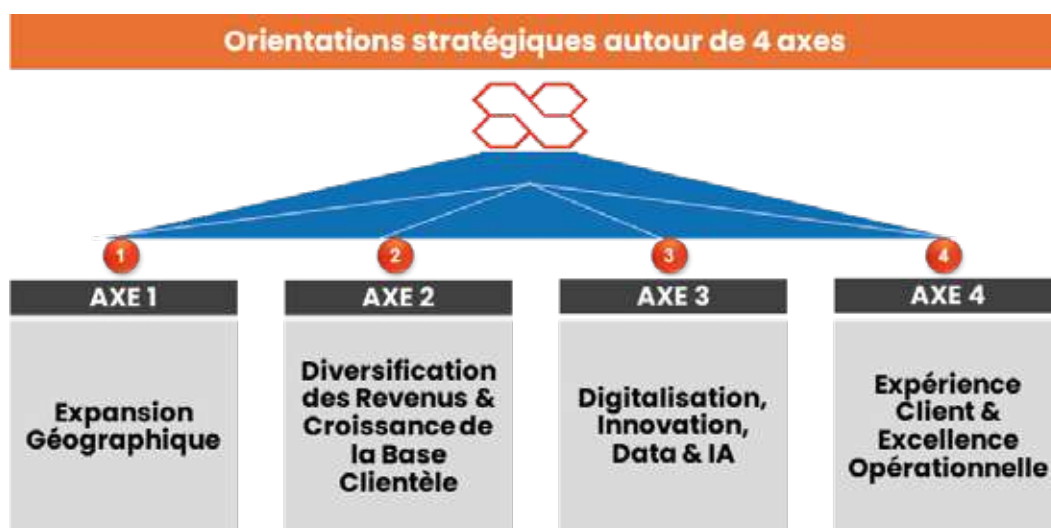 Orientations stratégiques autour de 4 axes
1
2
3
4
AXE 1
Expansion
Géographique
AXE 2
Diversification
des Revenus &
Croissance de
la Base
Clientèle
AXE 3
Digitalisation,
Innovation,
Data & IA
AXE 4
Expérience
Client &
Excellence
Opérationnelle